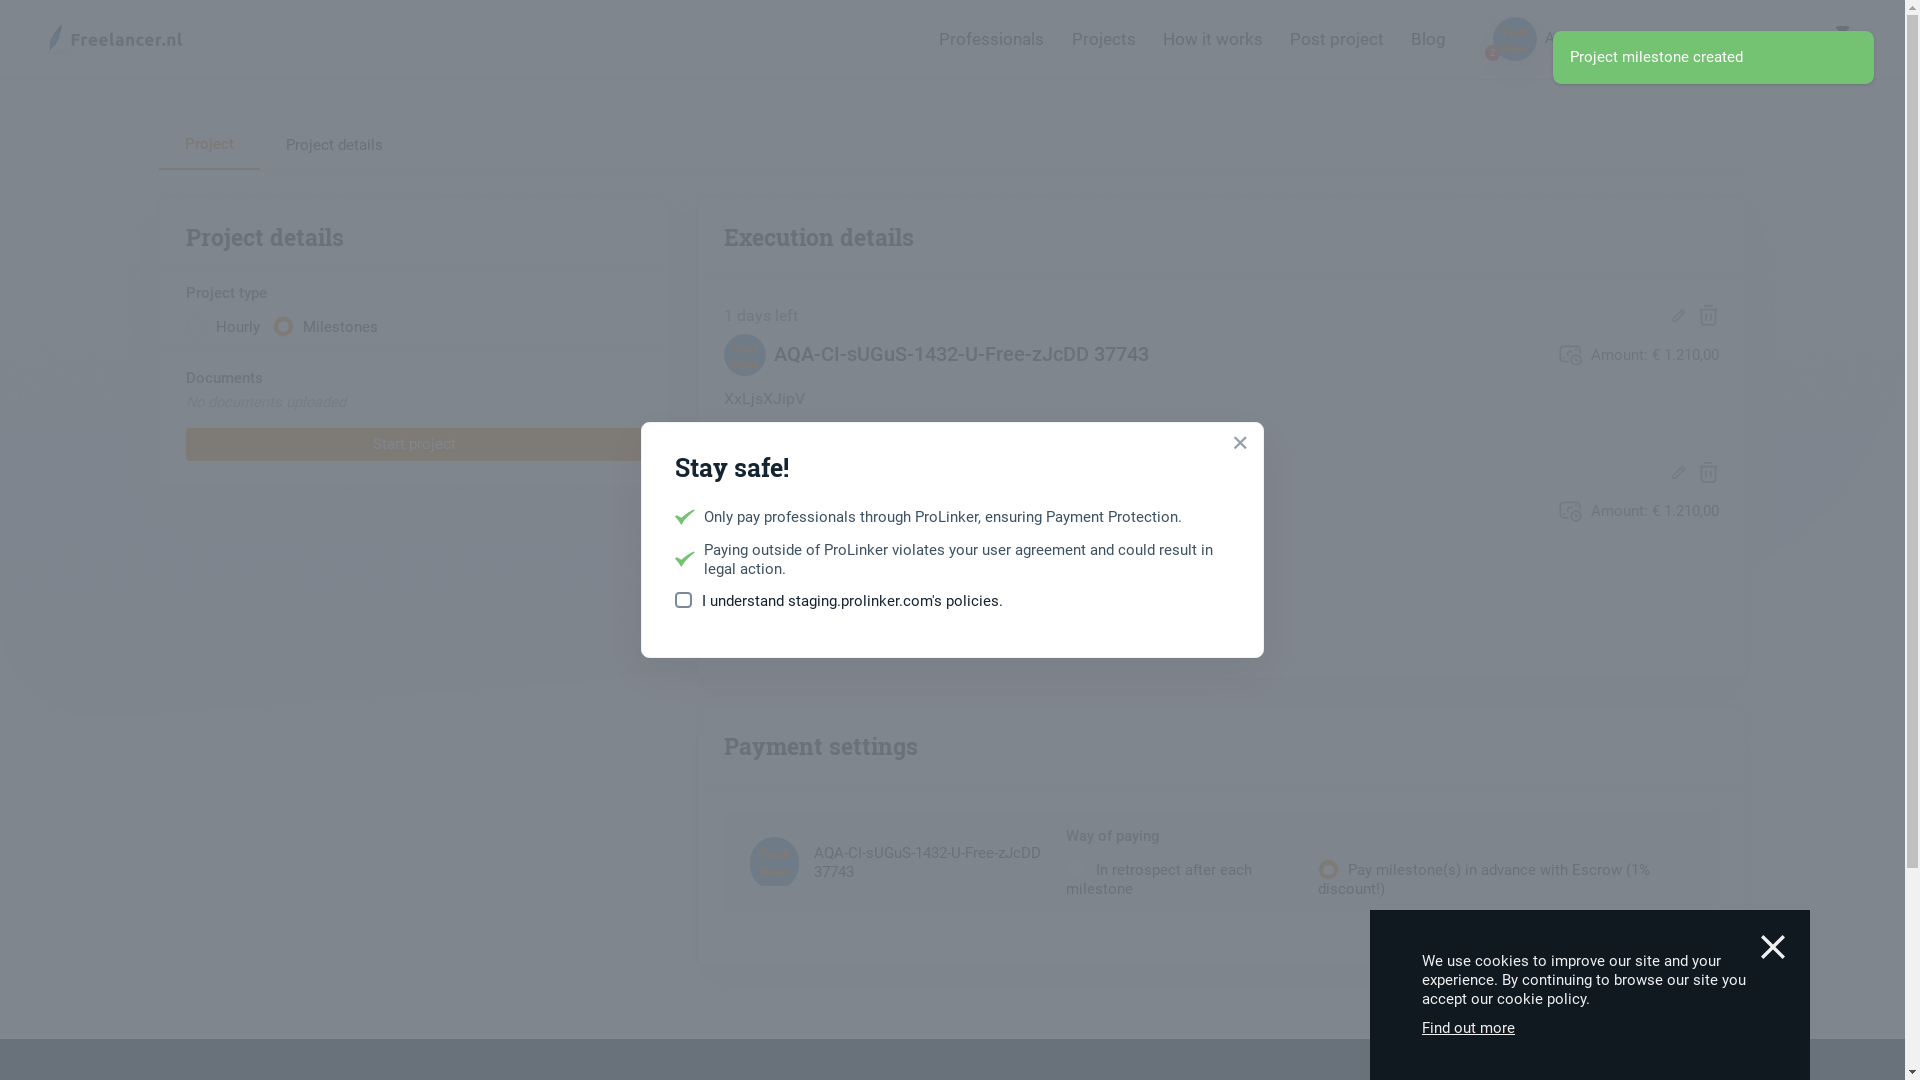 Freelancer.nl
Professionals
Projects
How it works
Post project
Blog
2
A
Project milestone created
Project
Project details
Project details
Project type
Hourly
Milestones
Documents
No documents uploaded
Start project
Execution details
1 days left
AQA-CI-sUGuS-1432-U-Free-zJcDD 37743
Amount: € 1.210,00
XxLjsXJipV
Amount: € 1.210,00
Stay safe!
Only pay professionals through ProLinker, ensuring Payment Protection.
Paying outside of ProLinker violates your user agreement and could result in
legal action.
I understand staging.prolinker.com's policies.
Payment settings
AQA-CI-sUGuS-1432-U-Free-zJcDD
37743
Way of paying
In retrospect after each
milestone
Pay milestone(s) in advance with Escrow (1%
discount!)
We use cookies to improve our site and your
experience. By continuing to browse our site you
accept our cookie policy.
Find out more